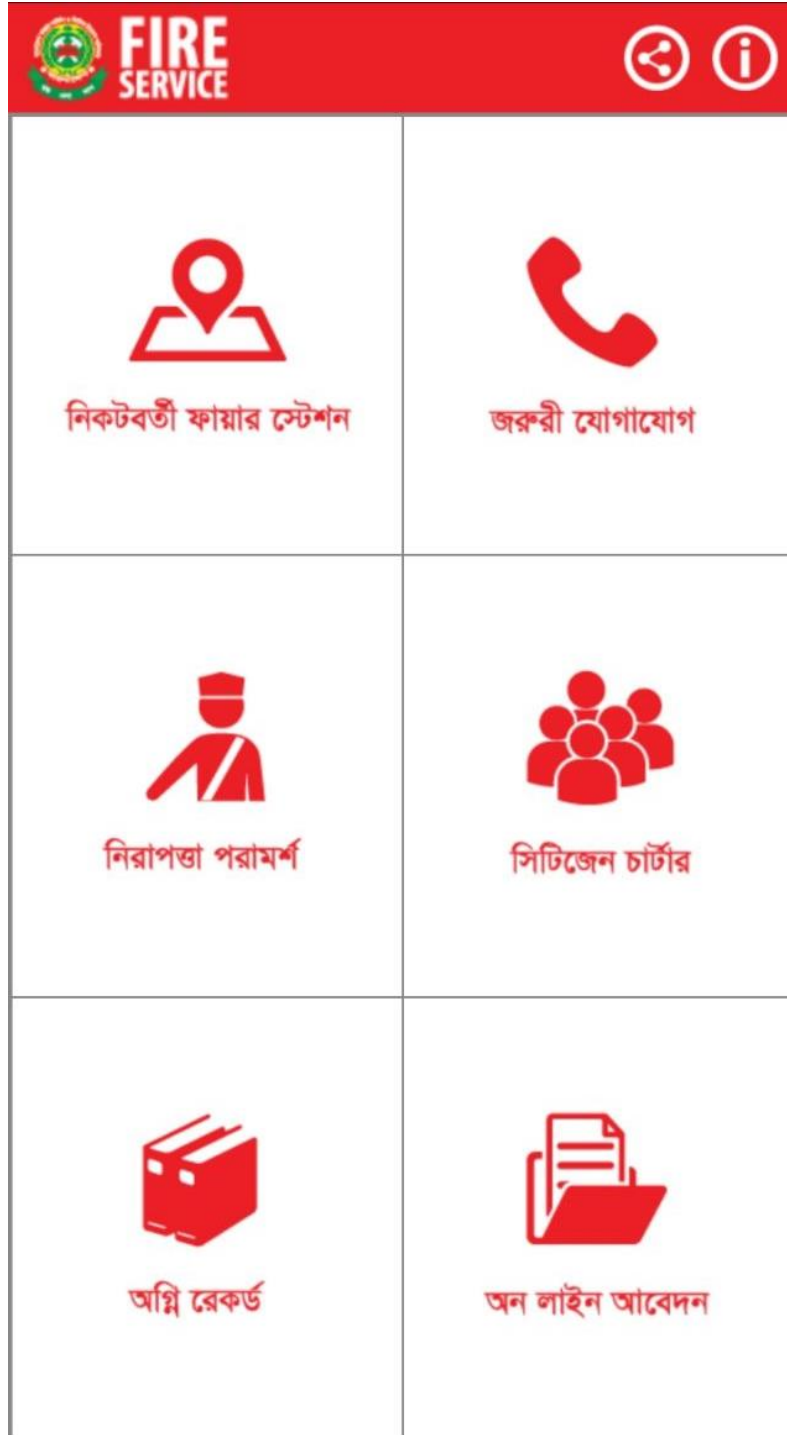 FIRE
SERVICE
নিকটবর্তী ফায়ার স্টেশন
জরুরী যোগাযোগ
নিরাপত্তা পরামর্শ
সিটিজেন চার্টার
অগ্নি রেকর্ড
অন লাইন আবেদন